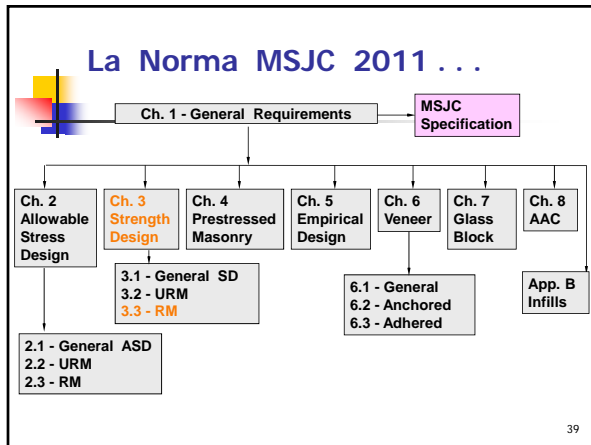 La Norma MSJC 2011 . . .
Ch. 1 - General Requirements
MSJC
Specification
Ch. 2
Allowable
Stress
Design
Ch. 3
Strength
Design
Ch. 4
Prestressed
Masonry
Ch. 5
Empirical
Design
Ch. 6
Veneer
Ch. 7
Glass
Block
Ch. 8
AAC
3.1 - General SD
3.2 - URM
3.3 - RM
6.1 - General
6.2 - Anchored
6.3 - Adhered
App. B
Infills
2.1 - General ASD
2.2 - URM
2.3 - RM
39